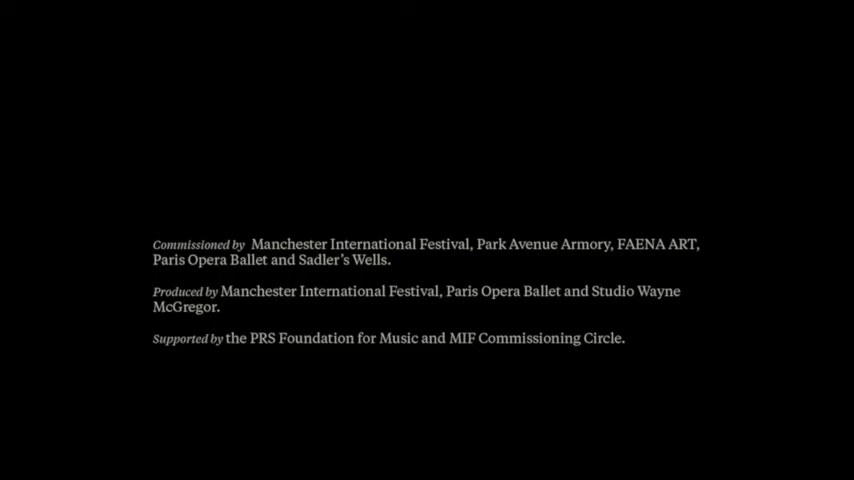 Commissioned by Manchester International Festival, Park Avenue Armory, FAENA ART,
Paris Opera Ballet and Sadler's Wells.
Produced by Manchester International Festival, Paris Opera Ballet and Studio Wayne
McGregor.
Supported by the PRS Foundation for Music and MIF Commissioning Circle.